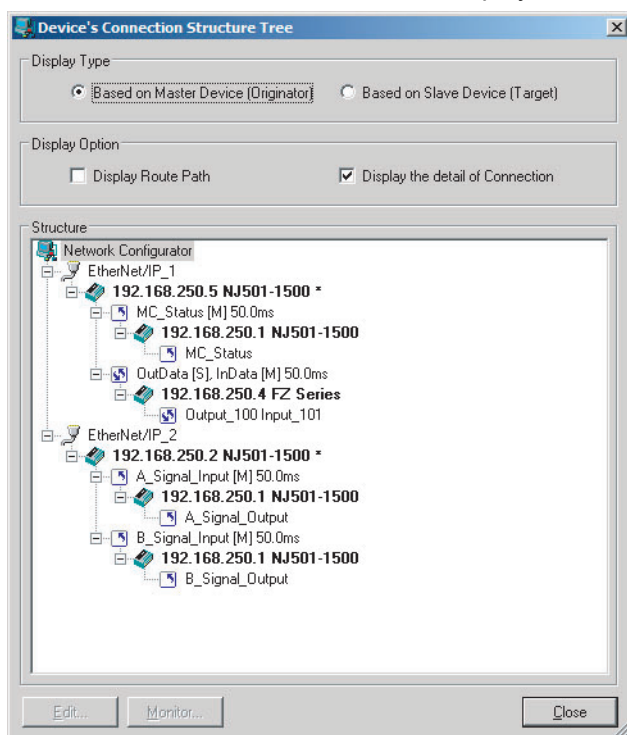 Device's Connection Structure Tree
Display Type
Based on Master Device (Originator) Based on Slave Device (Target)
Display Option
Display Route Path Display the detail of Connection
Structure
Network Configurator
EtherNet/IP_1
192.168.250.5 NJ501-1500 *
MC_Status [M] 50.0ms
192.168.250.1 NJ501-1500
MC_Status
OutData [S], InData [M] 50.0ms
192.168.250.4 FZ Series
Output_100 Input_101
EtherNet/IP_2
192.168.250.2 NJ501-1500 *
A_Signal_Input [M] 50.0ms
192.168.250.1 NJ501-1500
A_Signal_Output
B_Signal_Input [M] 50.0ms
192.168.250.1 NJ501-1500
B_Signal_Output
Edit... Monitor... Close